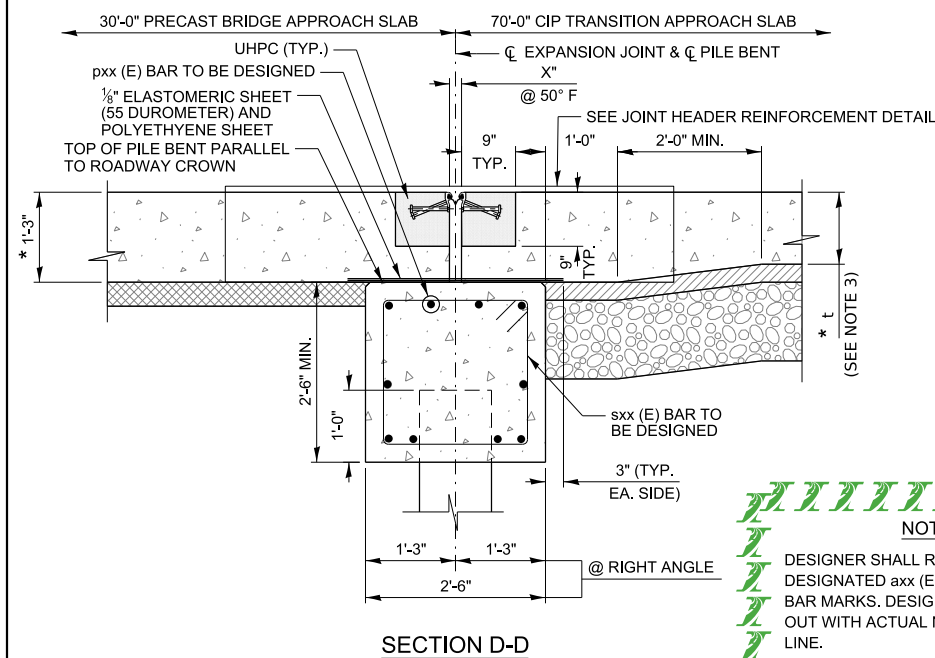 30'-0" PRECAST BRIDGE APPROACH SLAB
70'-0" CIP TRANSITION APPROACH SLAB
UHPC (TYP.)
℄ EXPANSION JOINT & ℄ PILE BENT
pxx (E) BAR TO BE DESIGNED
X"
@ 50° F
⅛" ELASTOMERIC SHEET
(55 DUROMETER) AND
POLYETHYENE SHEET
SEE JOINT HEADER REINFORCEMENT DETAIL
9"
TYP.
1'-0"
2'-0" MIN.
TOP OF PILE BENT PARALLEL
TO ROADWAY CROWN
* 1'-3"
9"
TYP.
* t
(SEE NOTE 3)
2'-6" MIN.
1'-0"
sxx (E) BAR TO
BE DESIGNED
3" (TYP.
EA. SIDE)
1'-3"
1'-3"
@ RIGHT ANGLE
2'-6"
SECTION D-D
NOT
DESIGNER SHALL R
DESIGNATED axx (E
BAR MARKS. DESIG
OUT WITH ACTUAL
LINE.